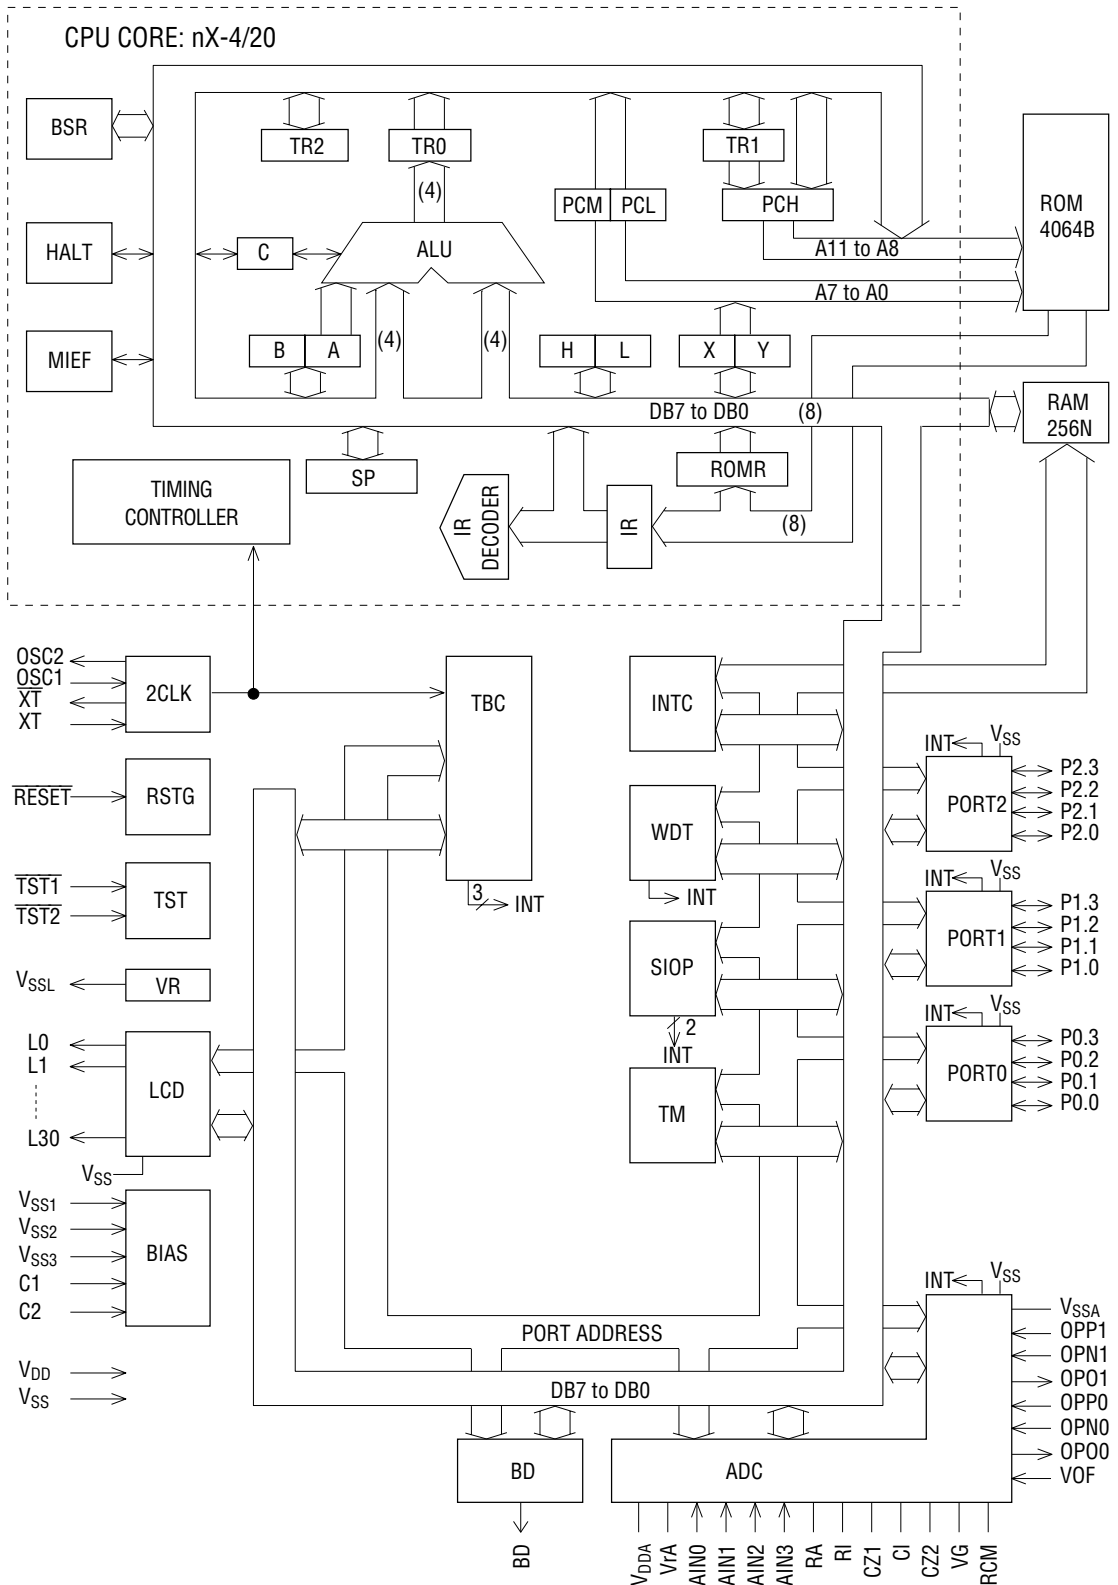 CPU CORE: nX-4/20
BSR
TR2
TR0
TR1
(4)
PCM
PCL
PCH
ROM
4064B
HALT
C
ALU
A11 to A8
A7 to A0
MIEF
B
A
(4)
(4)
H
L
X
Y
DB7 to DB0
(8)
RAM
256N
SP
ROMR
TIMING
CONTROLLER
IR
DECODER
IR
(8)
OSC2
OSC1
XT
XT
2CLK
TBC
INTC
INT
VSS
RESET
RSTG
WDT
PORT2
P2.3
P2.2
P2.1
P2.0
3
INT
INT
TST1
TST2
TST
INT
VSS
SIOP
PORT1
P1.3
P1.2
P1.1
P1.0
VSSL
VR
2
INT
INT
VSS
L0
L1
L30
LCD
VSS
TM
PORT0
P0.3
P0.2
P0.1
P0.0
VSS1
VSS2
VSS3
C1
C2
BIAS
INT
VSS
PORT ADDRESS
VDD
VSS
DB7 to DB0
VSSA
OPP1
OPN1
OPO1
OPP0
OPN0
OPO0
VOF
BD
ADC
BD
VDDA
VrA
AIN0
AIN1
AIN2
AIN3
RA
RI
CZ1
CI
CZ2
VG
RCM